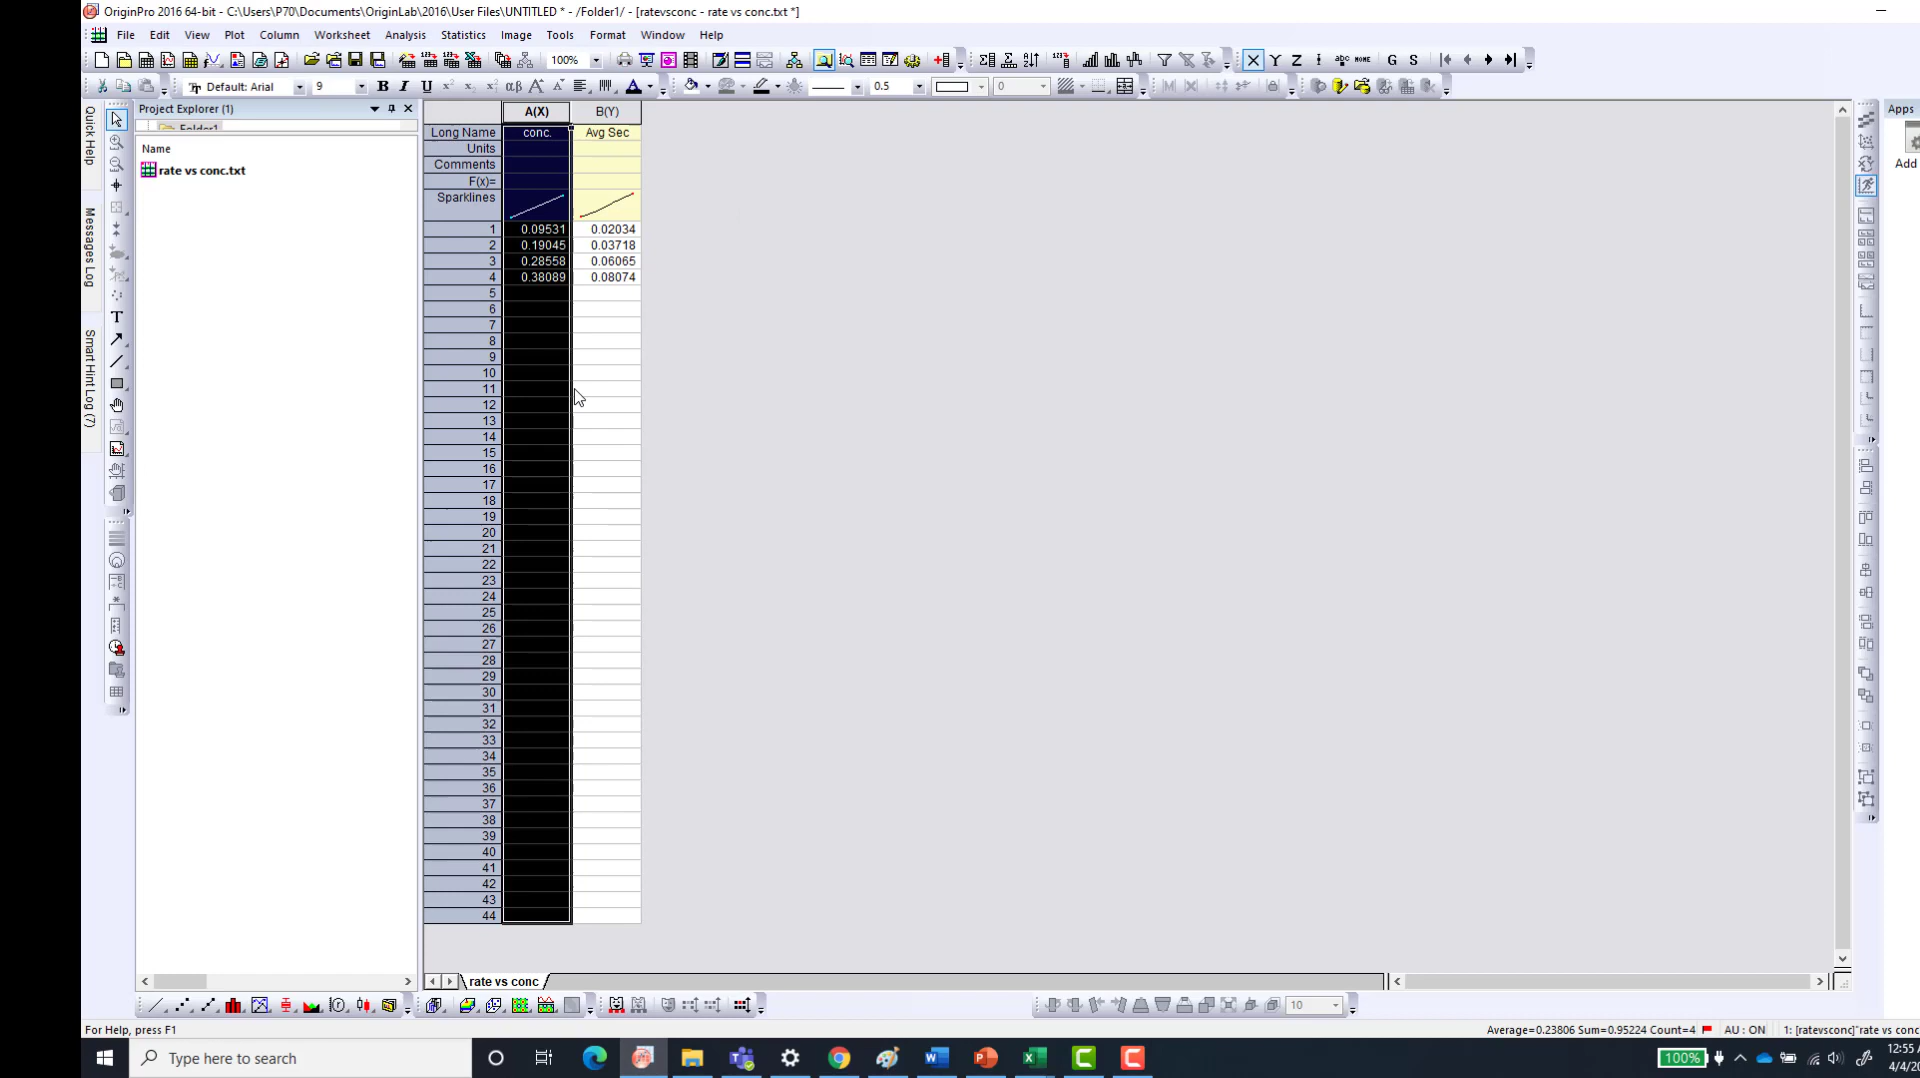 OriginPro 2016 64-bit - C:\Users\P70\Documents\OriginLab\2016\User Files\UNTITLED * - /Folder1/ - [ratevsconc - rate vs conc.txt *]
File Edit View Plot Column Worksheet Analysis Statistics Image Tools Format Window Help
100%
X Y Z
abc NONE G S
Default: Arial 9 B I U
αβ A A
A
0.5
0
Quick Help
Messages Log
Smart Hint Log (7)
Project Explorer (1)
Folder1
Name
rate vs conc.txt
A(X) B(Y)
Long Name conc. Avg Sec
Units
Comments
F(x)=
Sparklines
1 0.09531 0.02034
2 0.19045 0.03718
3 0.28558 0.06065
4 0.38089 0.08074
5
6
7
8
9
10
11
12
13
14
15
16
17
18
19
20
21
22
23
24
25
26
27
28
29
30
31
32
33
34
35
36
37
38
39
40
41
42
43
44
Apps
Add
rate vs conc
10
For Help, press F1
Average=0.23806 Sum=0.95224 Count=4 AU : ON 1: [ratevsconc]"rate vs conc
Type here to search
100%
12:55
4/4/20